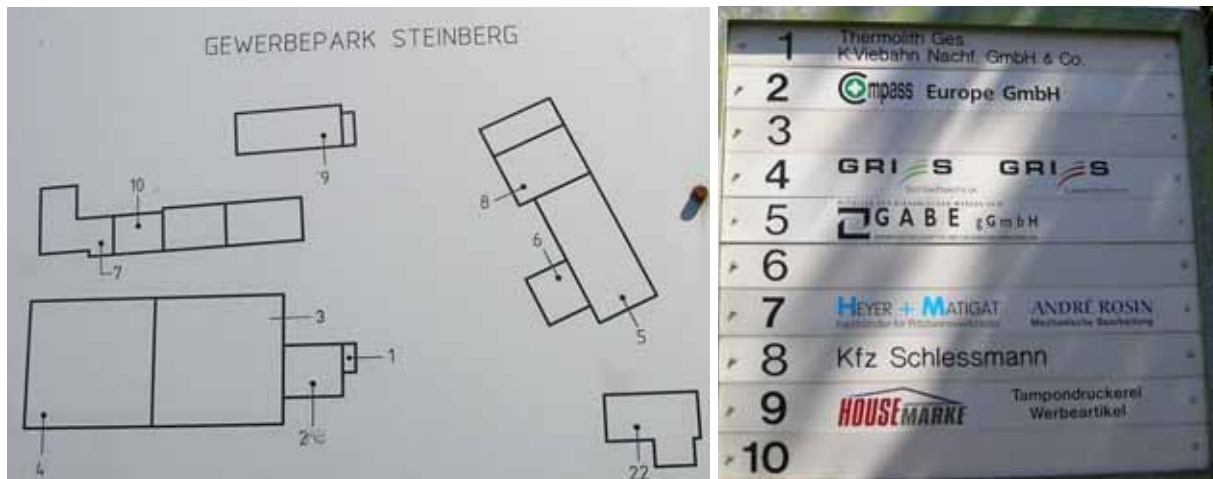 GEWERBEPARK STEINBERG
9
10
8
7
6
5
3
1
2
4
22
1 Thermolith Ges.
K.Viebahn Nachf. GmbH & Co.
2 Compass Europe GmbH
3
4 GRIES GRIES
5 GABE gGmbH
6
7 HEYER + MATIGAT ANDRÉ ROSIN
Mechanische Bearbeitung
8 Kfz Schlessmann
9 HOUSEMARKE Tampondruckerei
Werbeartikel
10